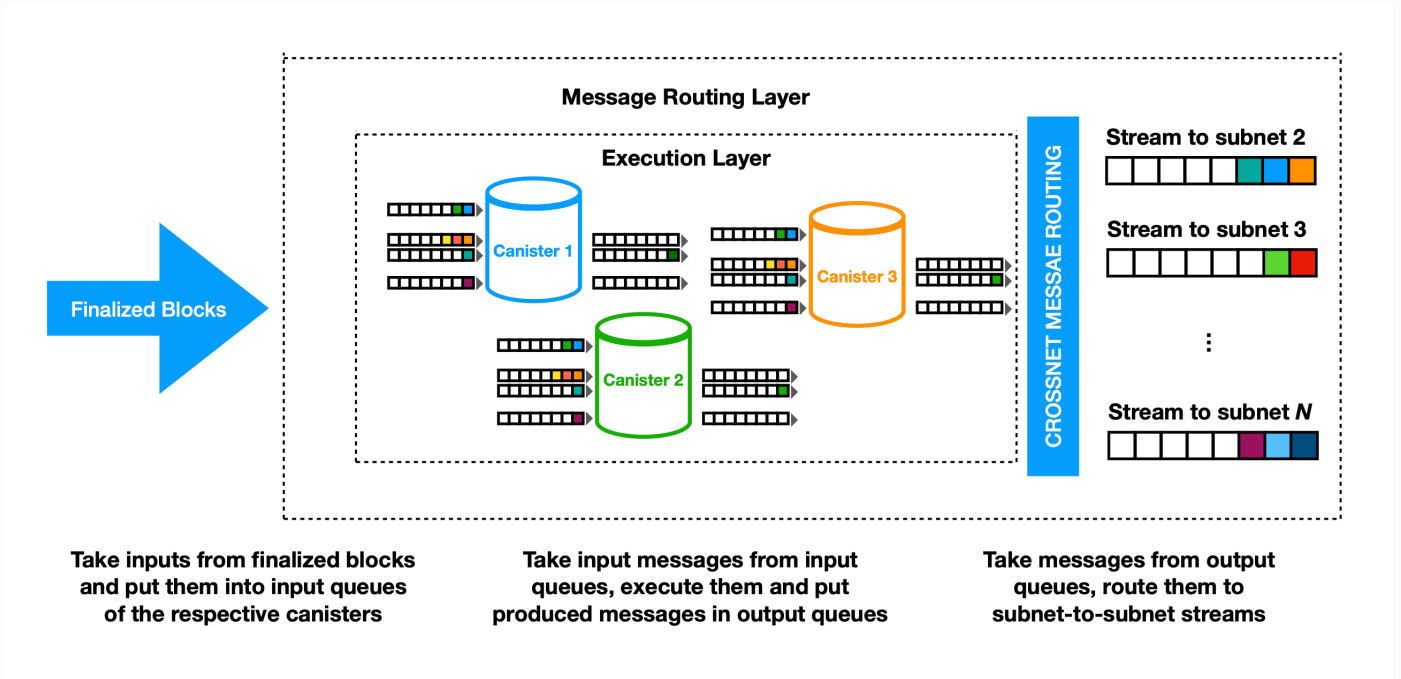 Message Routing Layer
Execution Layer
Finalized Blocks
Canister 1
Canister 2
Canister 3
CROSSNET MESSAE ROUTING
Stream to subnet 2
Stream to subnet 3
⋮
Stream to subnet N
Take inputs from finalized blocks
and put them into input queues
of the respective canisters
Take input messages from input
queues, execute them and put
produced messages in output queues
Take messages from output
queues, route them to
subnet-to-subnet streams